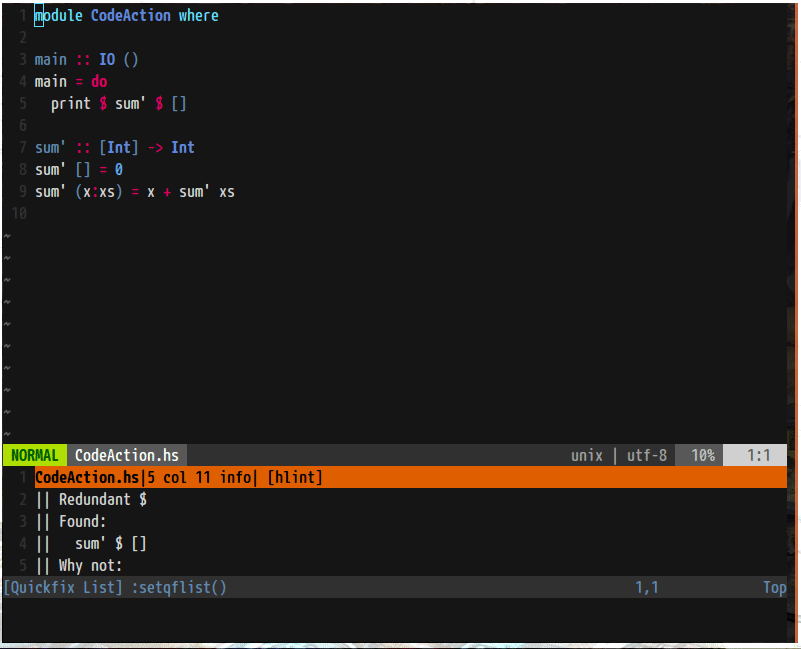 1 module CodeAction where
2
3 main :: IO ()
4 main = do
5   print $ sum' $ []
6
7 sum' :: [Int] -> Int
8 sum' [] = 0
9 sum' (x:xs) = x + sum' xs
10
~
~
~
~
~
~
~
~
~
~
NORMAL CodeAction.hs unix | utf-8 10% 1:1
1 CodeAction.hs|5 col 11 info| [hlint]
2 || Redundant $
3 || Found:
4 ||   sum' $ []
5 || Why not:
[Quickfix List] :setqflist() 1,1 Top